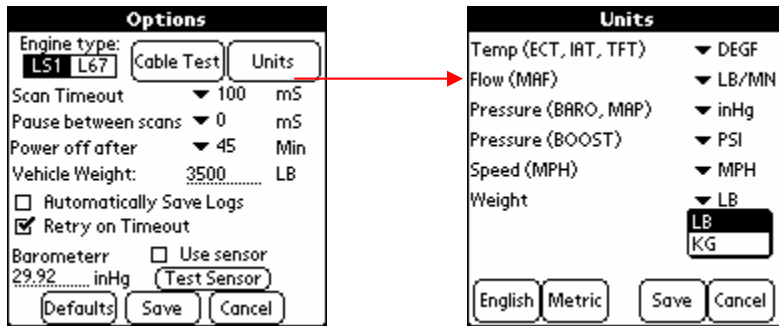 Options
Engine type:
LS1 L67 Cable Test Units
Scan Timeout 100 mS
Pause between scans 0 mS
Power off after 45 Min
Vehicle Weight: 3500 LB
Automatically Save Logs
Retry on Timeout
Barometerr Use sensor
29.92 inHg Test Sensor
Defaults Save Cancel
Units
Temp (ECT, IAT, TFT) DEGF
Flow (MAF) LB/MN
Pressure (BARO, MAP) inHg
Pressure (BOOST) PSI
Speed (MPH) MPH
Weight LB
LB
KG
English Metric Save Cancel